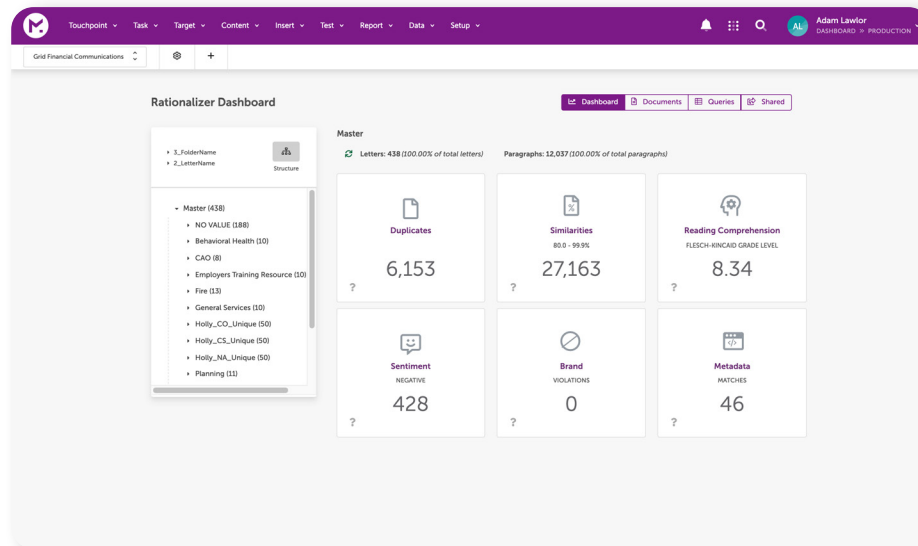 Touchpoint Task Target Content Insert Test Report Data Setup
AL
Adam Lawlor
DASHBOARD > PRODUCTION
Grid Financial Communications
+
Rationalizer Dashboard
Dashboard Documents Queries Shared
3_FolderName
2_LetterName
Structure
Master (438)
NO VALUE (188)
Behavioral Health (10)
CAO (8)
Employers Training Resource (10)
Fire (13)
General Services (10)
Holly_CO_Unique (50)
Holly_CS_Unique (50)
Holly_NA_Unique (50)
Planning (11)
Master
Letters: 438 (100.00% of total letters) Paragraphs: 12,037 (100.00% of total paragraphs)
Duplicates
6,153
?
Similarities
80.0 - 99.9%
27,163
?
Reading Comprehension
FLESCH-KINCAID GRADE LEVEL
8.34
?
Sentiment
NEGATIVE
428
?
Brand
VIOLATIONS
0
?
Metadata
MATCHES
46
?